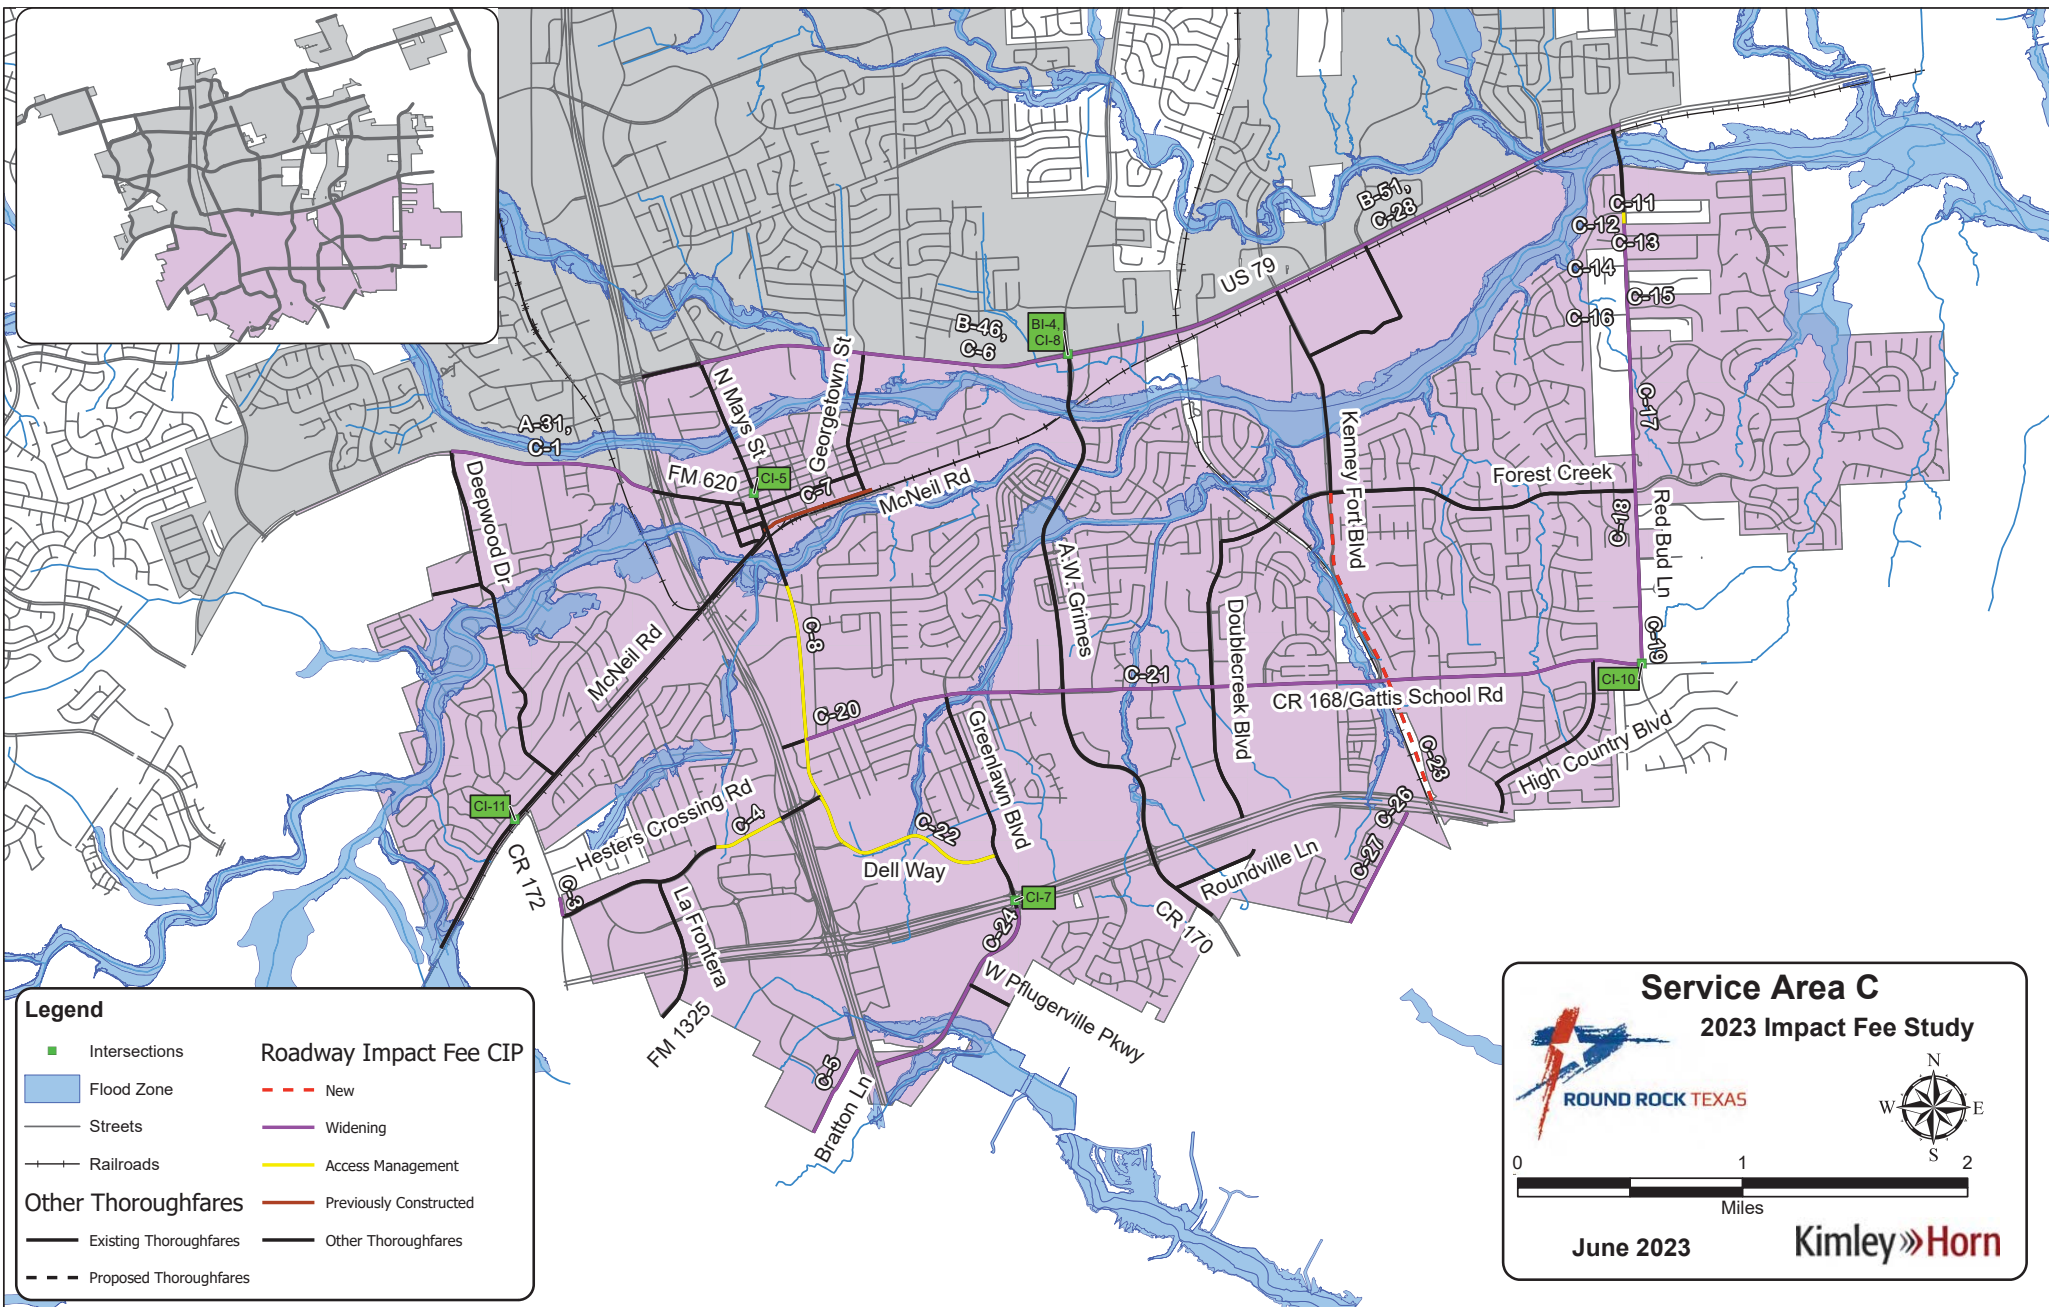 B-51,
C-28
US 79
C-11
C-12
C-13
C-14
C-15
C-16
C-17
B-46,
C-6
BI-4,
CI-8
Georgetown St
N Mays St
A-31,
C-1
FM 620
CI-5
C-7
McNeil Rd
Deepwood Dr
Kenney Fort Blvd
Forest Creek
C-18
Red Bud Ln
A.W. Grimes
Doublecreek Blvd
C-8
McNeil Rd
C-19
CI-10
C-21
CR 168/Gattis School Rd
C-20
Greenlawn Blvd
C-23
High Country Blvd
CI-11
Hesters Crossing Rd
C-4
C-22
Dell Way
C-26
C-27
CR 172
C-3
La Frontera
CI-7
C-24
Roundville Ln
CR 170
W Pflugerville Pkwy
FM 1325
C-5
Bratton Ln
Legend
Intersections
Flood Zone
Streets
Railroads
Other Thoroughfares
Existing Thoroughfares
Proposed Thoroughfares
Roadway Impact Fee CIP
New
Widening
Access Management
Previously Constructed
Other Thoroughfares
Service Area C
2023 Impact Fee Study
ROUND ROCK TEXAS
N
W E
S
0 1 2
Miles
June 2023
Kimley»Horn